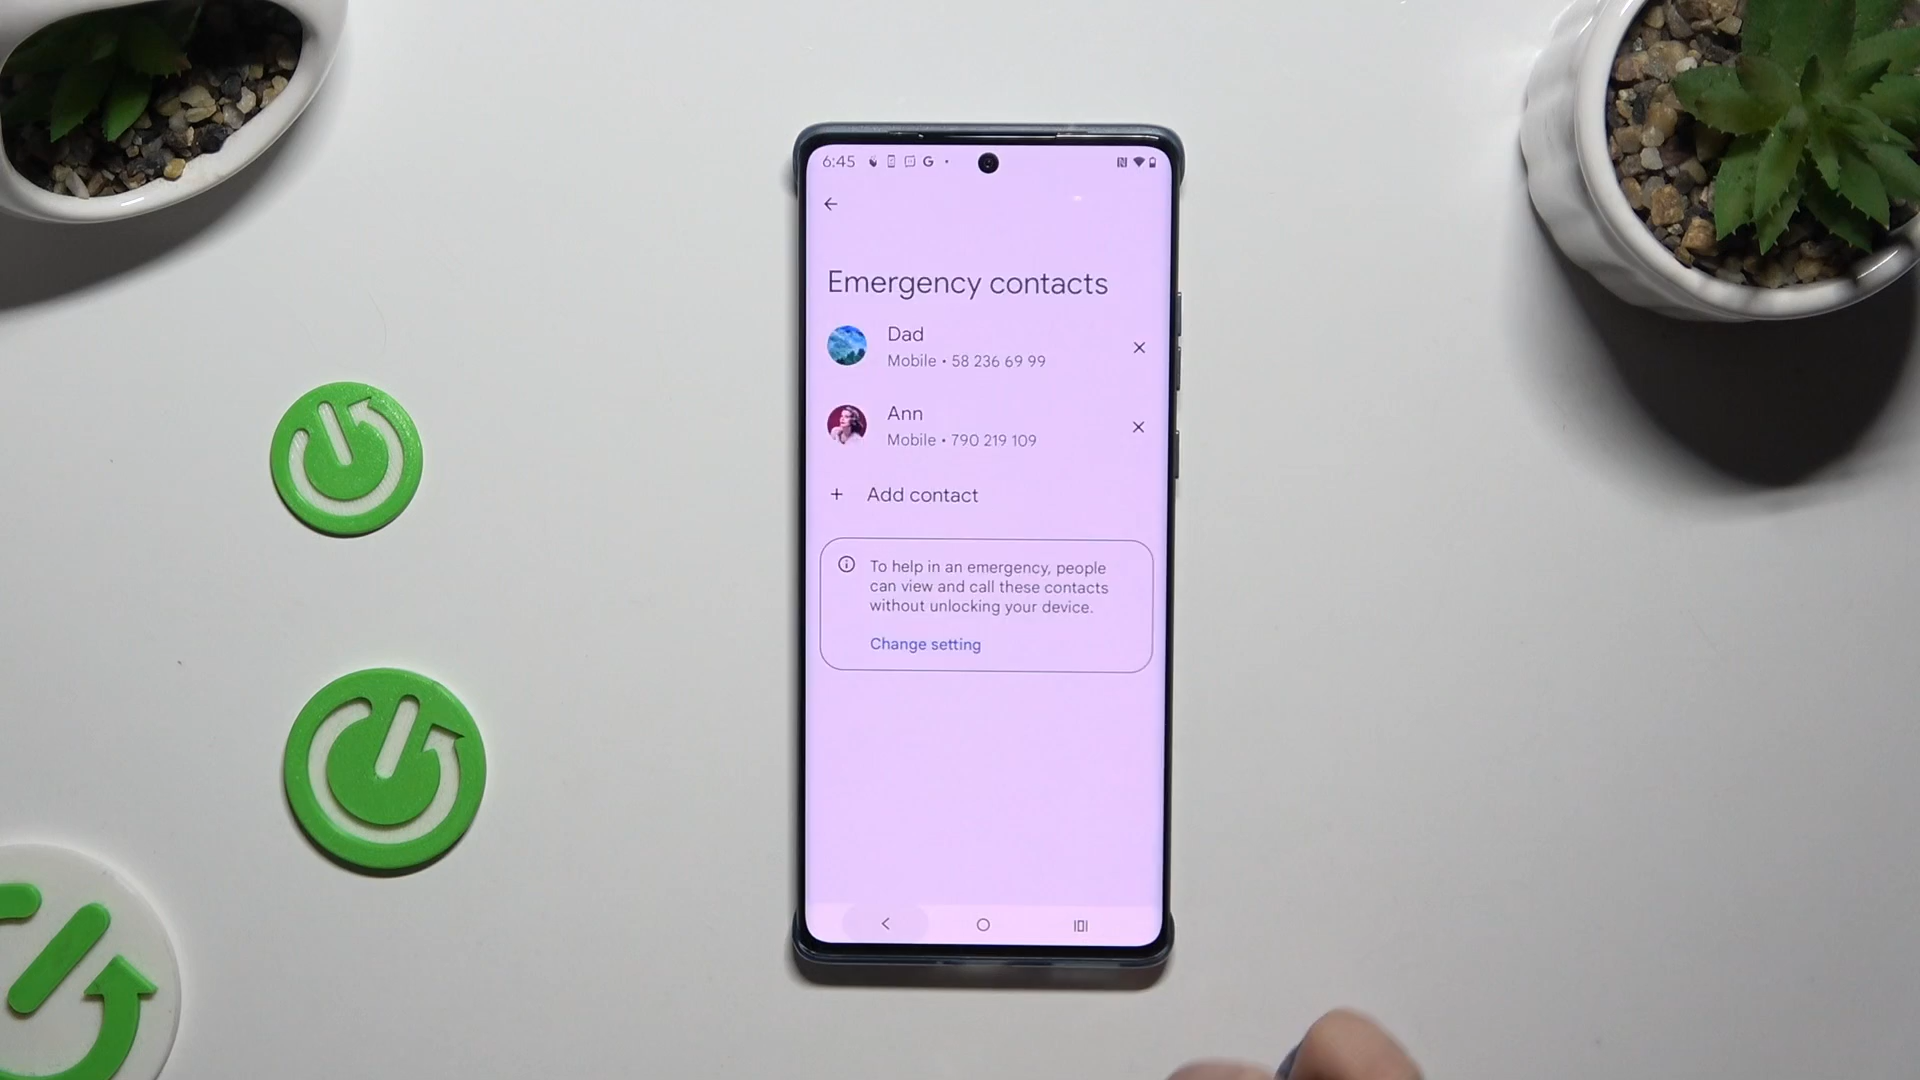 6:45
Emergency contacts
Dad
Mobile • 58 236 69 99
Ann
Mobile • 790 219 109
+ Add contact
To help in an emergency, people
can view and call these contacts
without unlocking your device.
Change setting